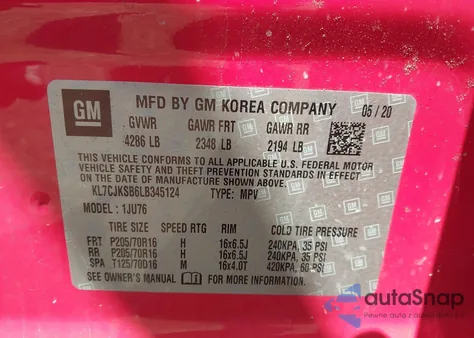 GM
MFD BY GM KOREA COMPANY 05/20
GVWR GAWR FRT GAWR RR
4286 LB 2348 LB 2194 LB
THIS VEHICLE CONFORMS TO ALL APPLICABLE U.S. FEDERAL MOTOR
VEHICLE SAFETY AND THEFT PREVENTION STANDARDS IN EFFECT ON
THE DATE OF MANUFACTURE SHOWN ABOVE.
KL7CJKSB6LB345124 TYPE: MPV
MODEL: 1JU76
TIRE SIZE SPEED RTG RIM COLD TIRE PRESSURE
FRT P205/70R16 H 16x6.5J 240KPA, 35 PSI
RR P205/70R16 H 16x6.5J 240KPA, 35 PSI
SPA T125/70D16 M 16x4.0T 420KPA, 60 PSI
SEE OWNER'S MANUAL FOR MORE INFORMATION
autaSnap
Pewne auta z aukcji